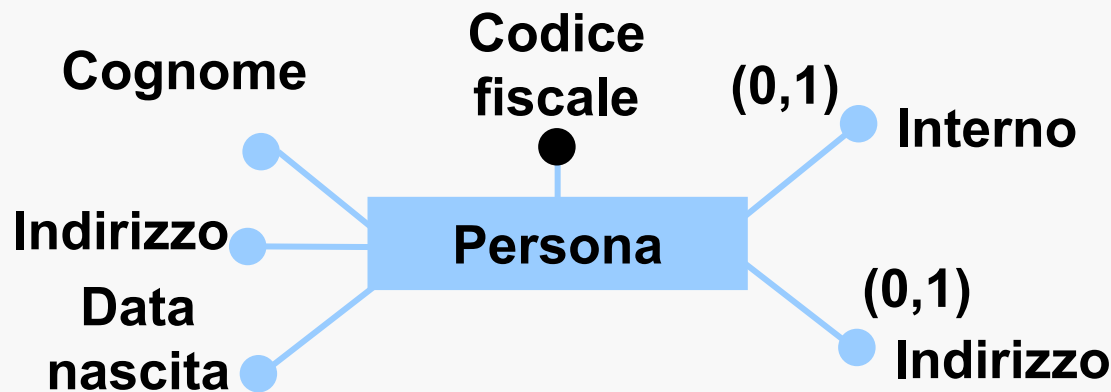 Cognome
Codice
fiscale
(0,1)
Interno
Indirizzo
Persona
Data
nascita
(0,1)
Indirizzo